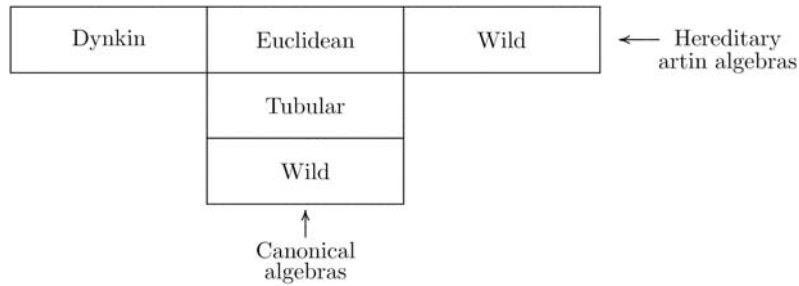 Dynkin Euclidean Wild Hereditary
artin algebras
Tubular
Wild
Canonical
algebras